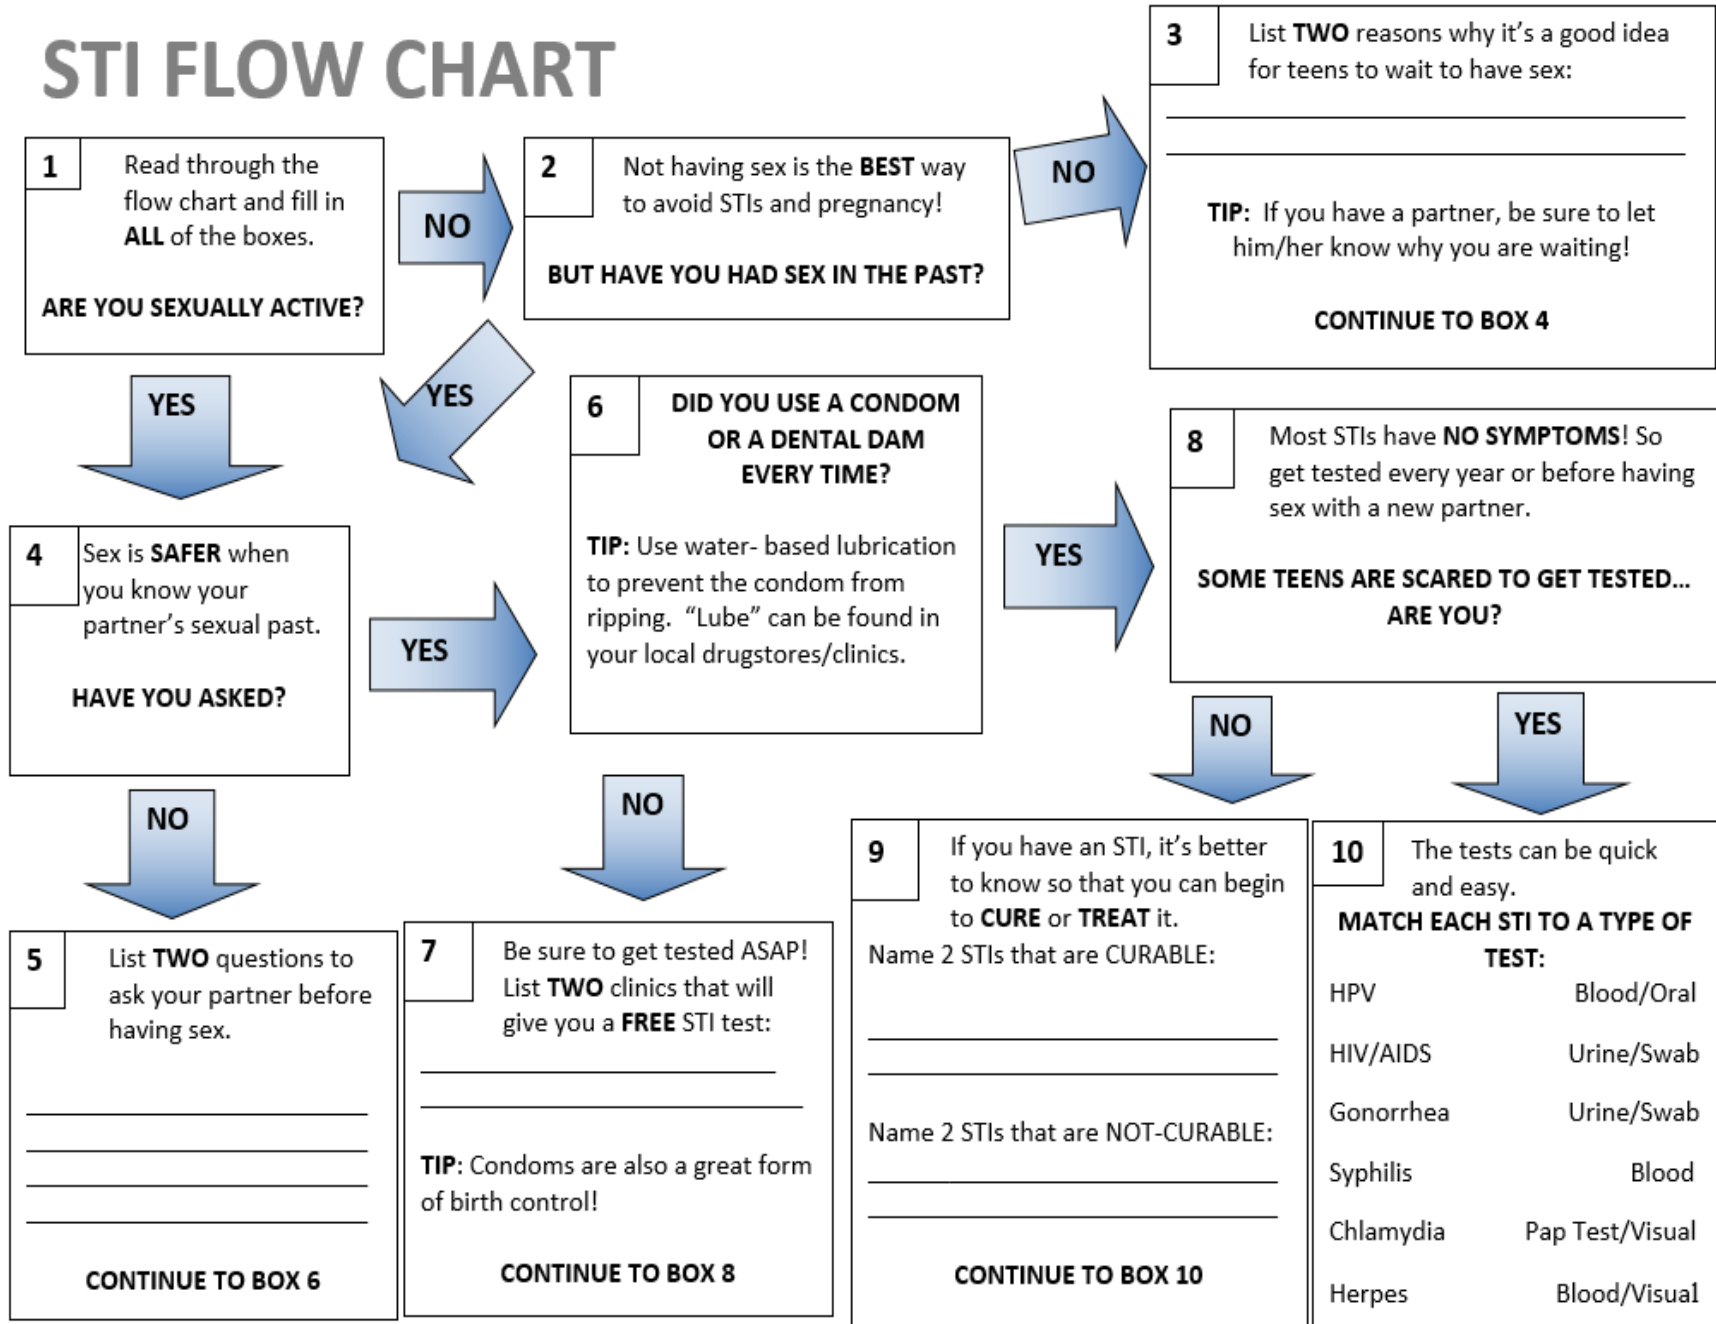 STI FLOW CHART
1
Read through the
flow chart and fill in
ALL of the boxes.
ARE YOU SEXUALLY ACTIVE?
NO
YES
2
Not having sex is the BEST way
to avoid STIs and pregnancy!
BUT HAVE YOU HAD SEX IN THE PAST?
NO
YES
3
List TWO reasons why it's a good idea
for teens to wait to have sex:
TIP: If you have a partner, be sure to let
him/her know why you are waiting!
CONTINUE TO BOX 4
4
Sex is SAFER when
you know your
partner's sexual past.
HAVE YOU ASKED?
YES
NO
5
List TWO questions to
ask your partner before
having sex.
CONTINUE TO BOX 6
6
DID YOU USE A CONDOM
OR A DENTAL DAM
EVERY TIME?
TIP: Use water- based lubrication
to prevent the condom from
ripping. “Lube” can be found in
your local drugstores/clinics.
YES
NO
7
Be sure to get tested ASAP!
List TWO clinics that will
give you a FREE STI test:
TIP: Condoms are also a great form
of birth control!
CONTINUE TO BOX 8
8
Most STIs have NO SYMPTOMS! So
get tested every year or before having
sex with a new partner.
SOME TEENS ARE SCARED TO GET TESTED...
ARE YOU?
NO
YES
9
If you have an STI, it's better
to know so that you can begin
to CURE or TREAT it.
Name 2 STIs that are CURABLE:
Name 2 STIs that are NOT-CURABLE:
CONTINUE TO BOX 10
10
The tests can be quick
and easy.
MATCH EACH STI TO A TYPE OF
TEST:
HPV Blood/Oral
HIV/AIDS Urine/Swab
Gonorrhea Urine/Swab
Syphilis Blood
Chlamydia Pap Test/Visual
Herpes Blood/Visual